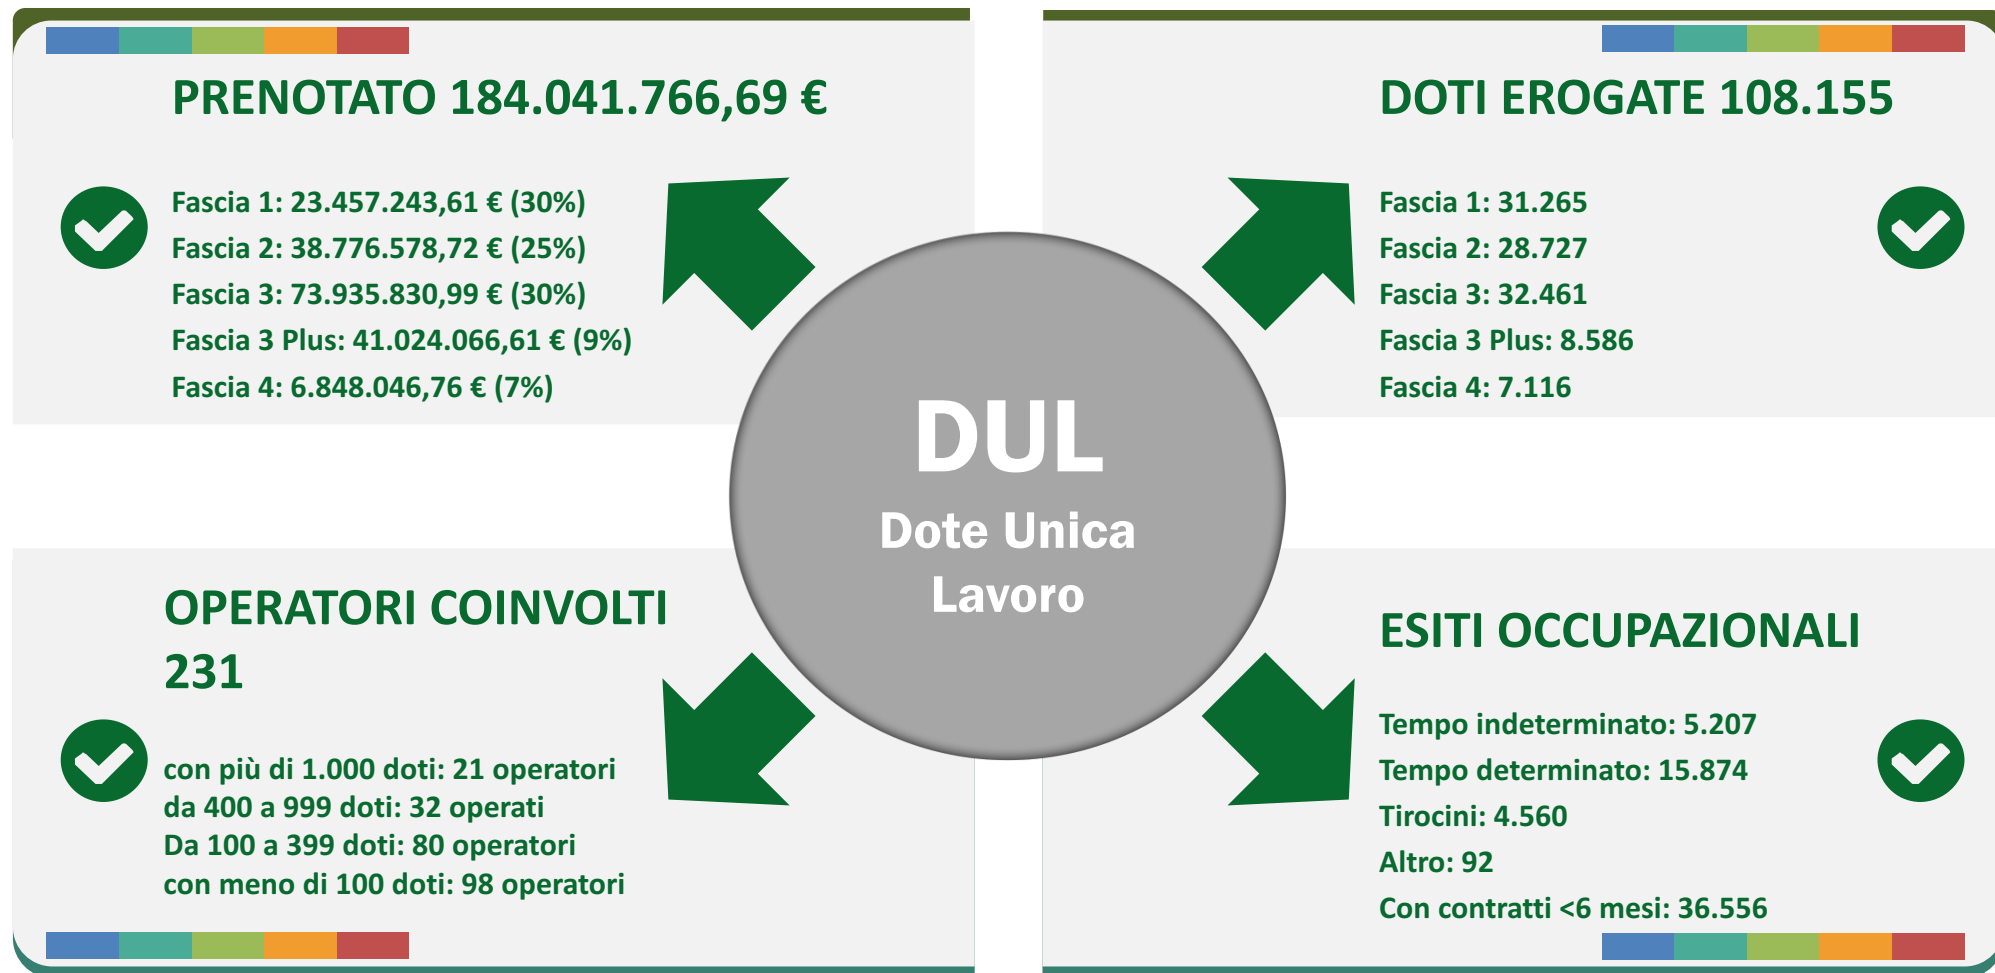 PRENOTATO 184.041.766,69 €
Fascia 1: 23.457.243,61 € (30%)
Fascia 2: 38.776.578,72 € (25%)
Fascia 3: 73.935.830,99 € (30%)
Fascia 3 Plus: 41.024.066,61 € (9%)
Fascia 4: 6.848.046,76 € (7%)
DOTI EROGATE 108.155
Fascia 1: 31.265
Fascia 2: 28.727
Fascia 3: 32.461
Fascia 3 Plus: 8.586
Fascia 4: 7.116
DUL
Dote Unica
Lavoro
OPERATORI COINVOLTI
231
con più di 1.000 doti: 21 operatori
da 400 a 999 doti: 32 operati
Da 100 a 399 doti: 80 operatori
con meno di 100 doti: 98 operatori
ESITI OCCUPAZIONALI
Tempo indeterminato: 5.207
Tempo determinato: 15.874
Tirocini: 4.560
Altro: 92
Con contratti <6 mesi: 36.556